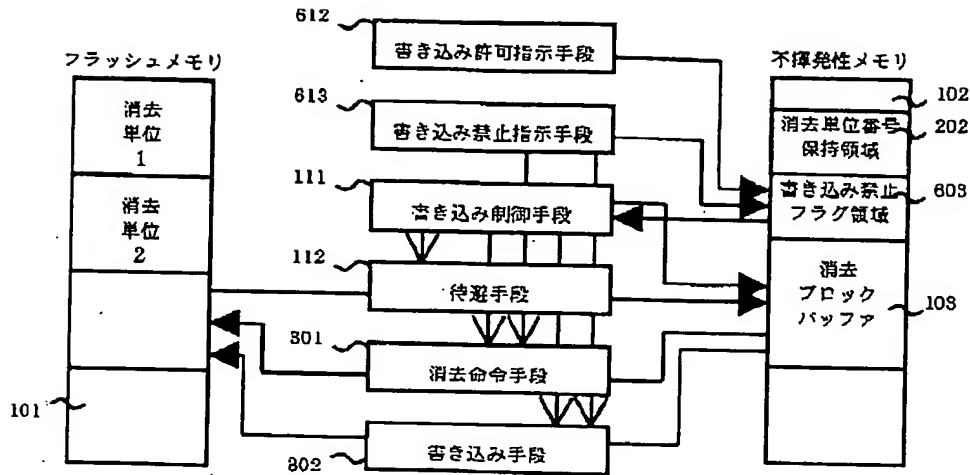 612
書き込み許可指示手段
フラッシュメモリ
不揮発性メモリ
102
消去
単位
1
613
書き込み禁止指示手段
消去単位番号
保持領域
202
111
書き込み制御手段
書き込み禁止
フラグ領域
603
消去
単位
2
112
待避手段
消去
ブロック
バッファ
103
301
消去命令手段
101
書き込み手段
302